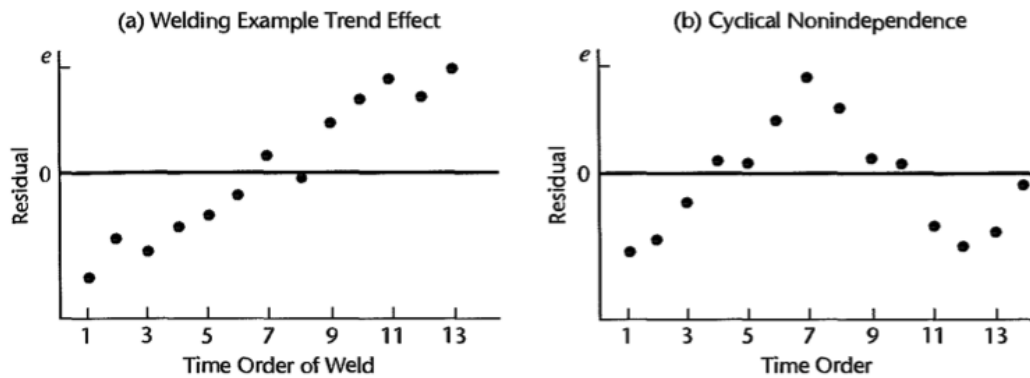 (a) Welding Example Trend Effect
e
0
Residual
1 3 5 7 9 11 13
Time Order of Weld
(b) Cyclical Nonindependence
e
0
Residual
1 3 5 7 9 11 13
Time Order